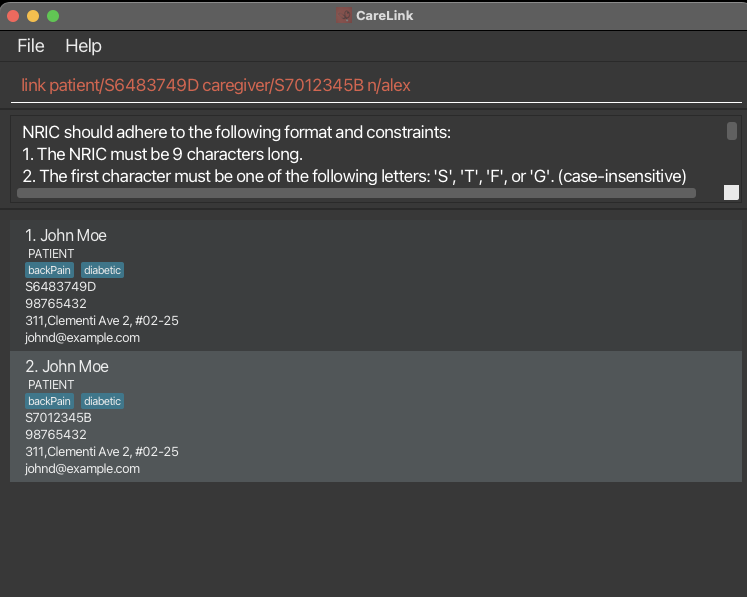 CareLink
File Help
link patient/S6483749D caregiver/S7012345B n/alex
NRIC should adhere to the following format and constraints:
1. The NRIC must be 9 characters long.
2. The first character must be one of the following letters: 'S', 'T', 'F', or 'G'. (case-insensitive)
1. John Moe
PATIENT
backPain diabetic
S6483749D
98765432
311,Clementi Ave 2, #02-25
johnd@example.com
2. John Moe
PATIENT
backPain diabetic
S7012345B
98765432
311,Clementi Ave 2, #02-25
johnd@example.com